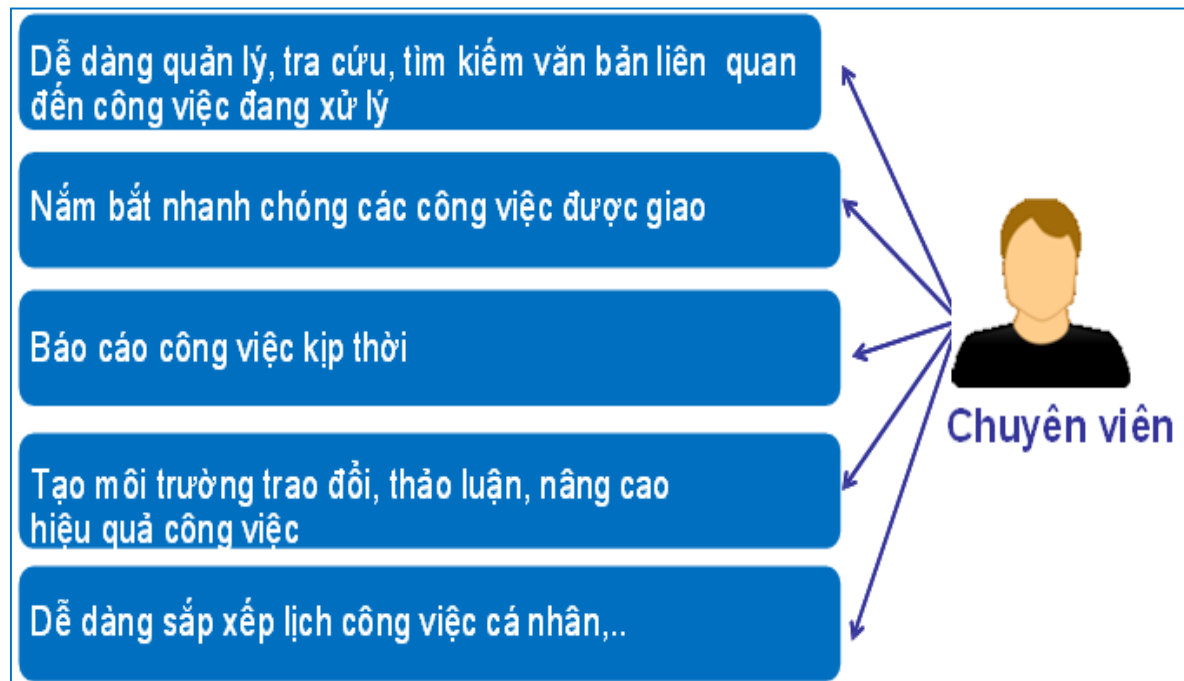 Dễ dàng quản lý, tra cứu, tìm kiếm văn bản liên quan
đến công việc đang xử lý
Nắm bắt nhanh chóng các công việc được giao
Báo cáo công việc kịp thời
Tạo môi trường trao đổi, thảo luận, nâng cao
hiệu quả công việc
Dễ dàng sắp xếp lịch công việc cá nhân,..
Chuyên viên